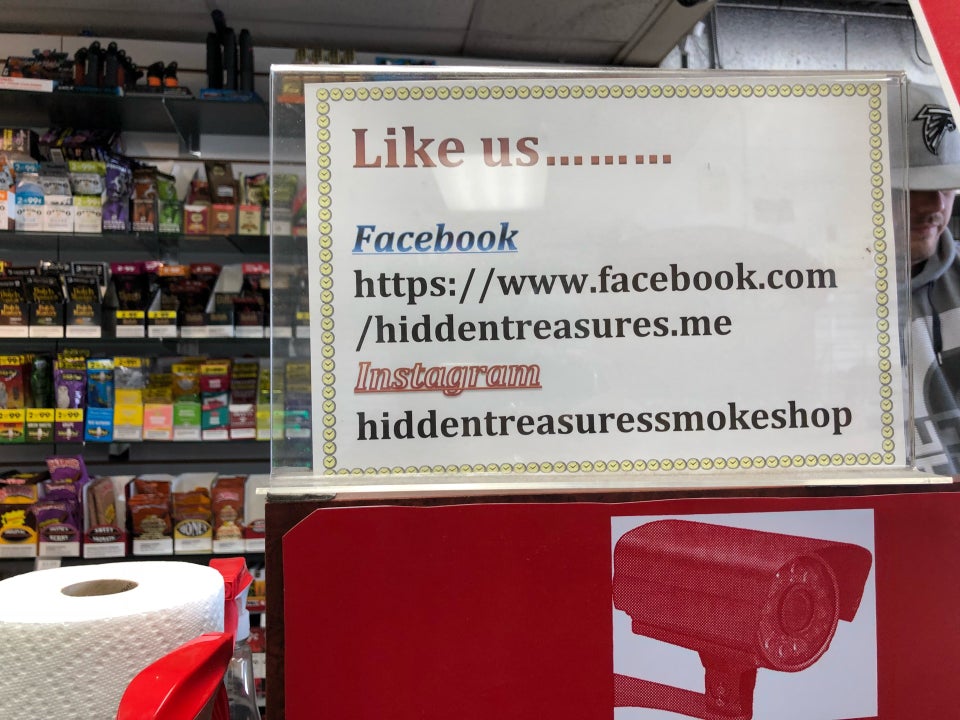 Like us.........
Facebook
https://www.facebook.com
/hiddentreasures.me
Instagram
hiddentreasuressmokeshop